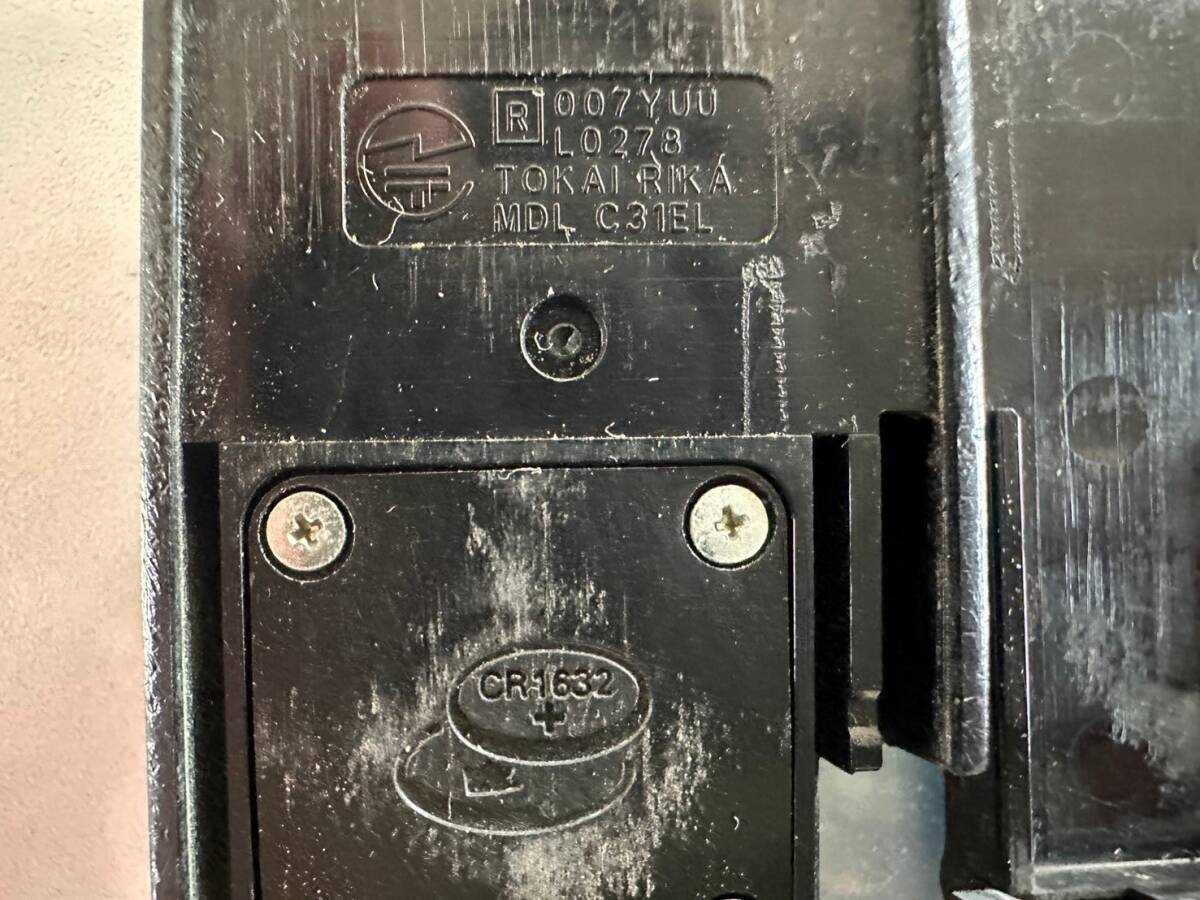 R 007YUU
L0278
TOKAI RIKA
MDL C31EL
CR1632
+